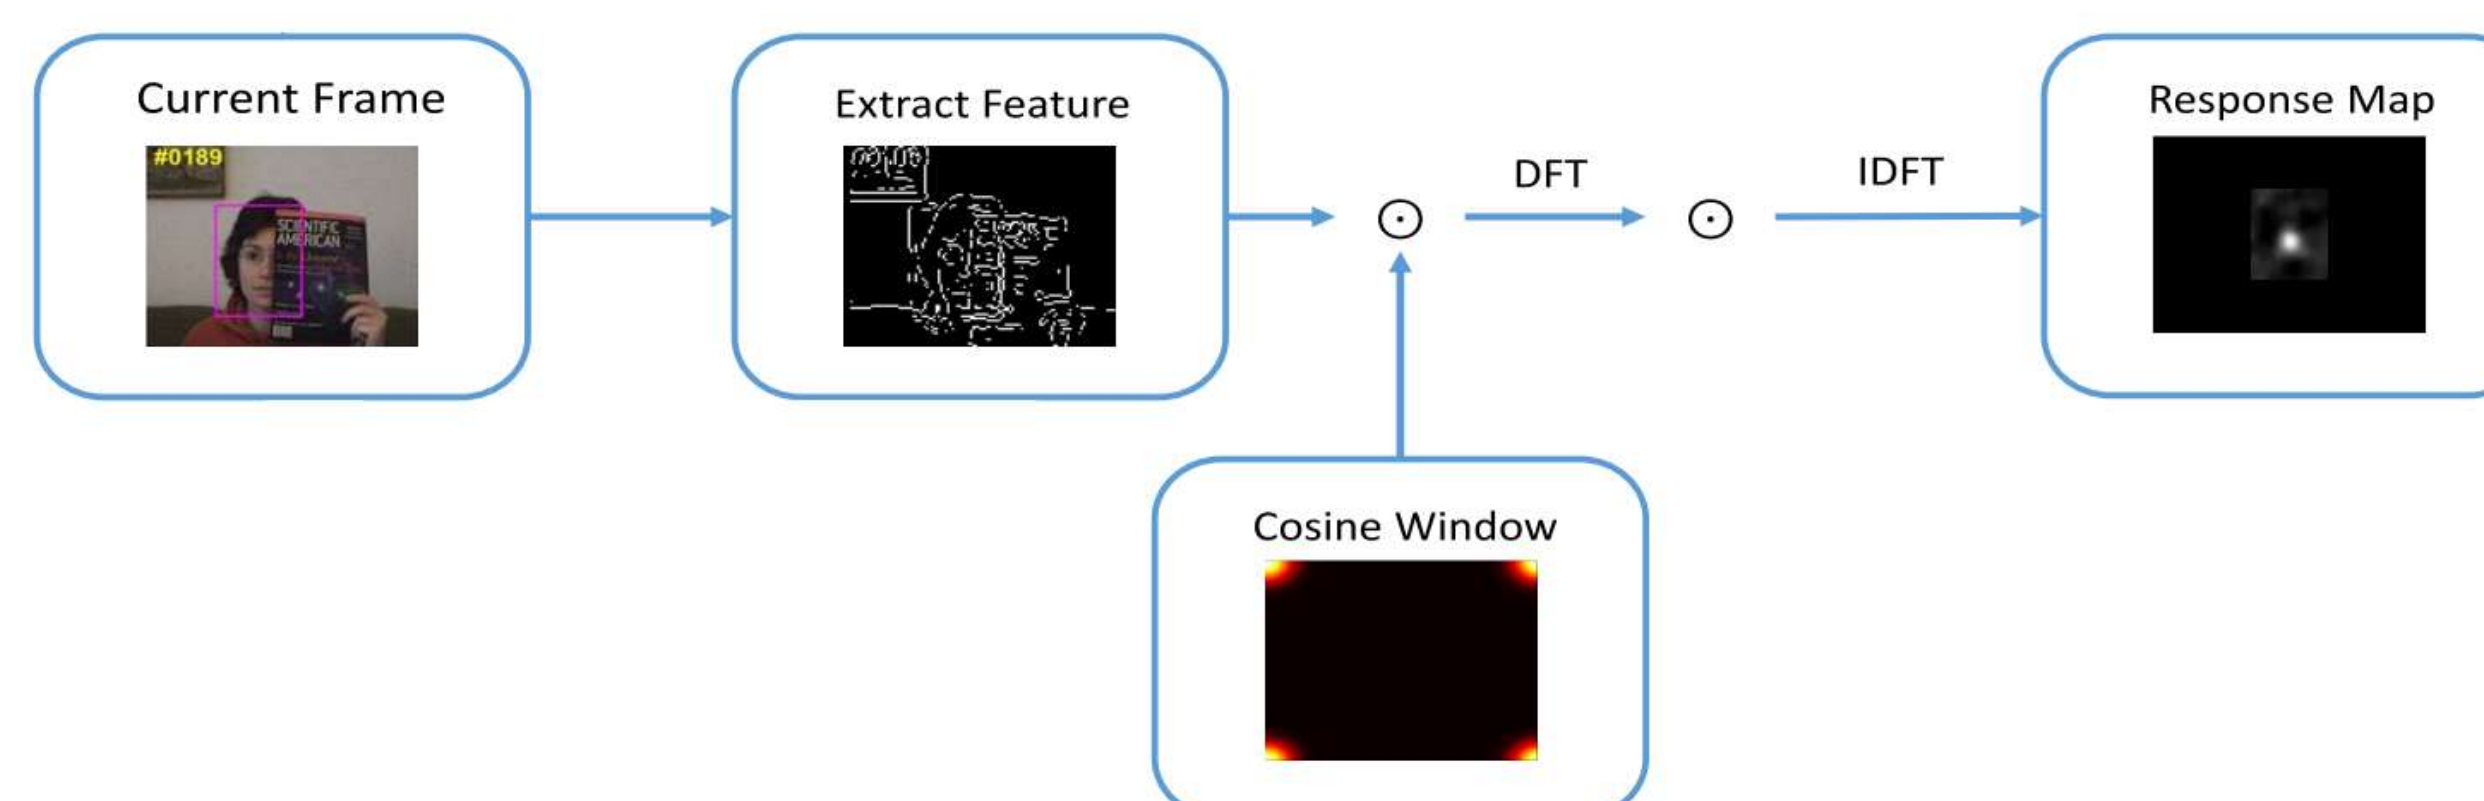 Current Frame
#0189
SCIENTIFIC
AMERICAN
Extract Feature
DFT
IDFT
Response Map
Cosine Window